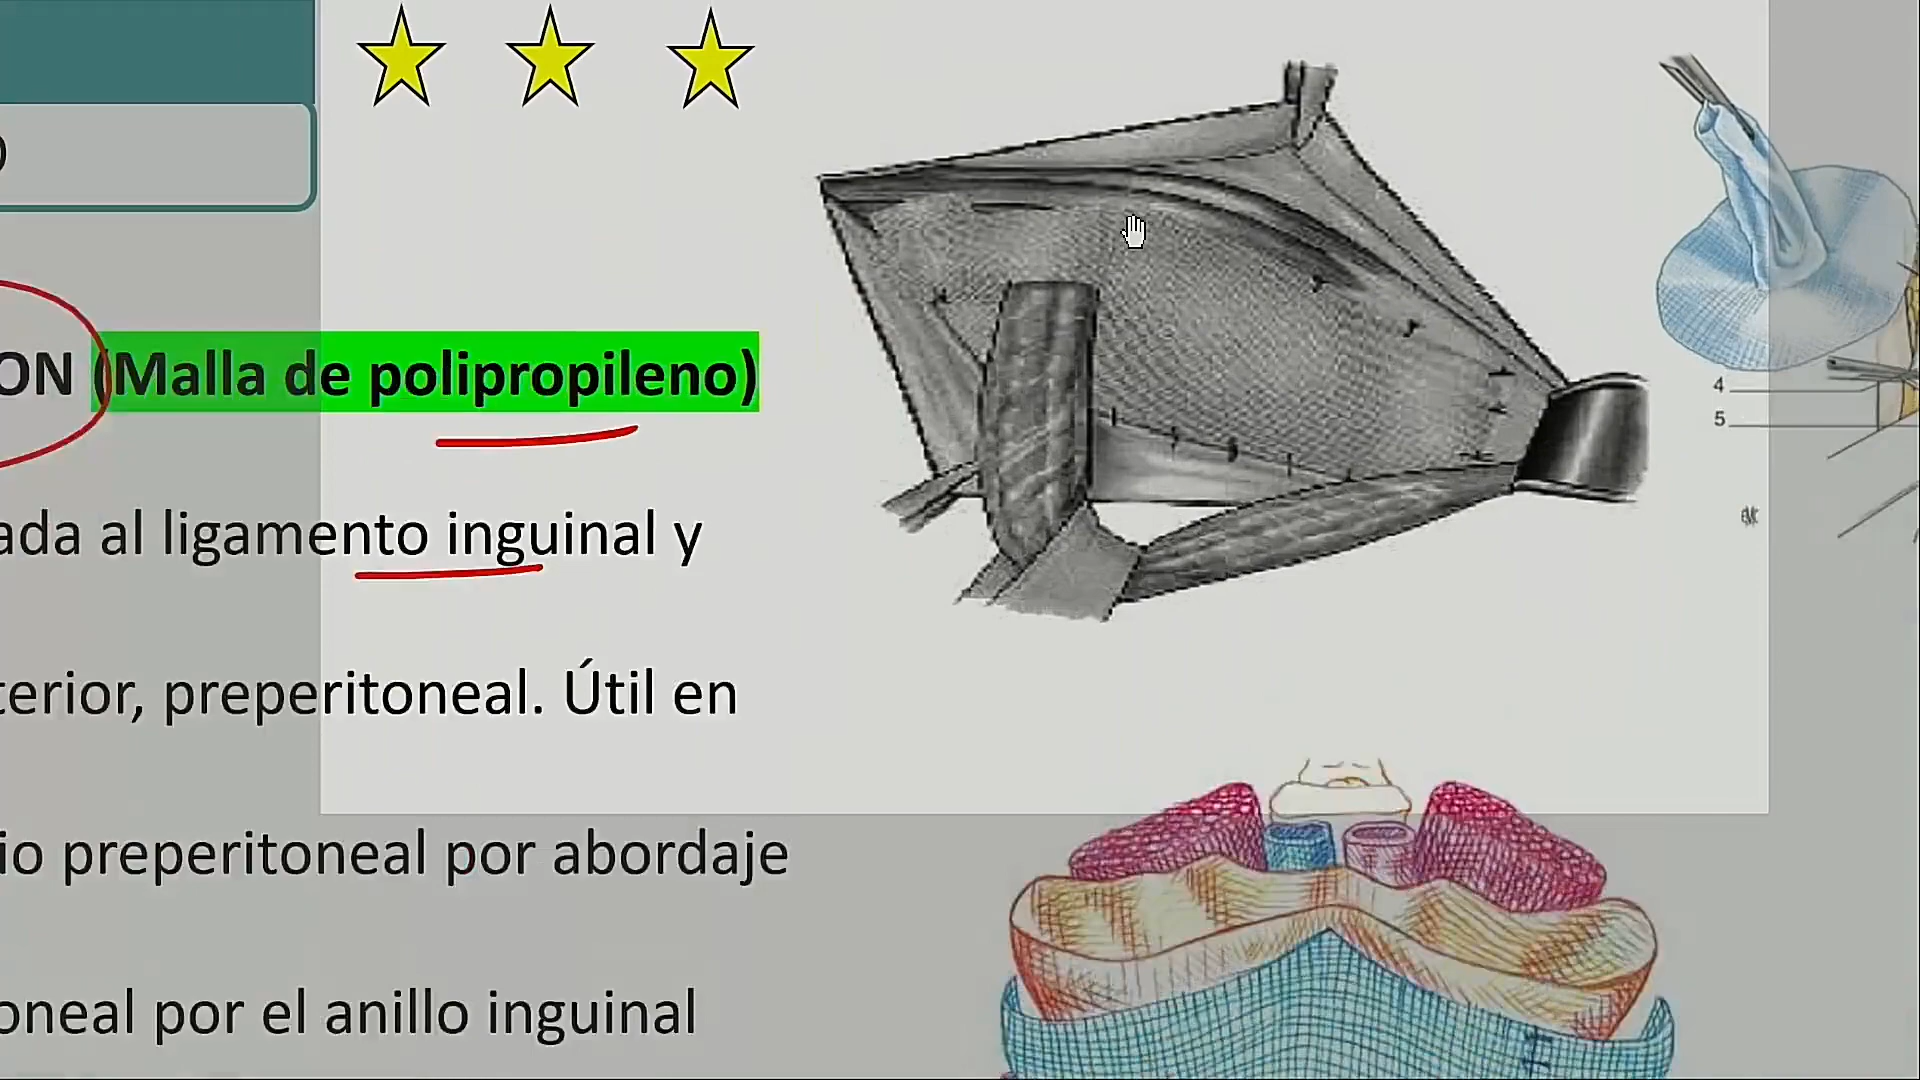 ON (Malla de polipropileno)
4
5
ada al ligamento inguinal y
terior, preperitoneal. Útil en
io preperitoneal por abordaje
oneal por el anillo inguinal